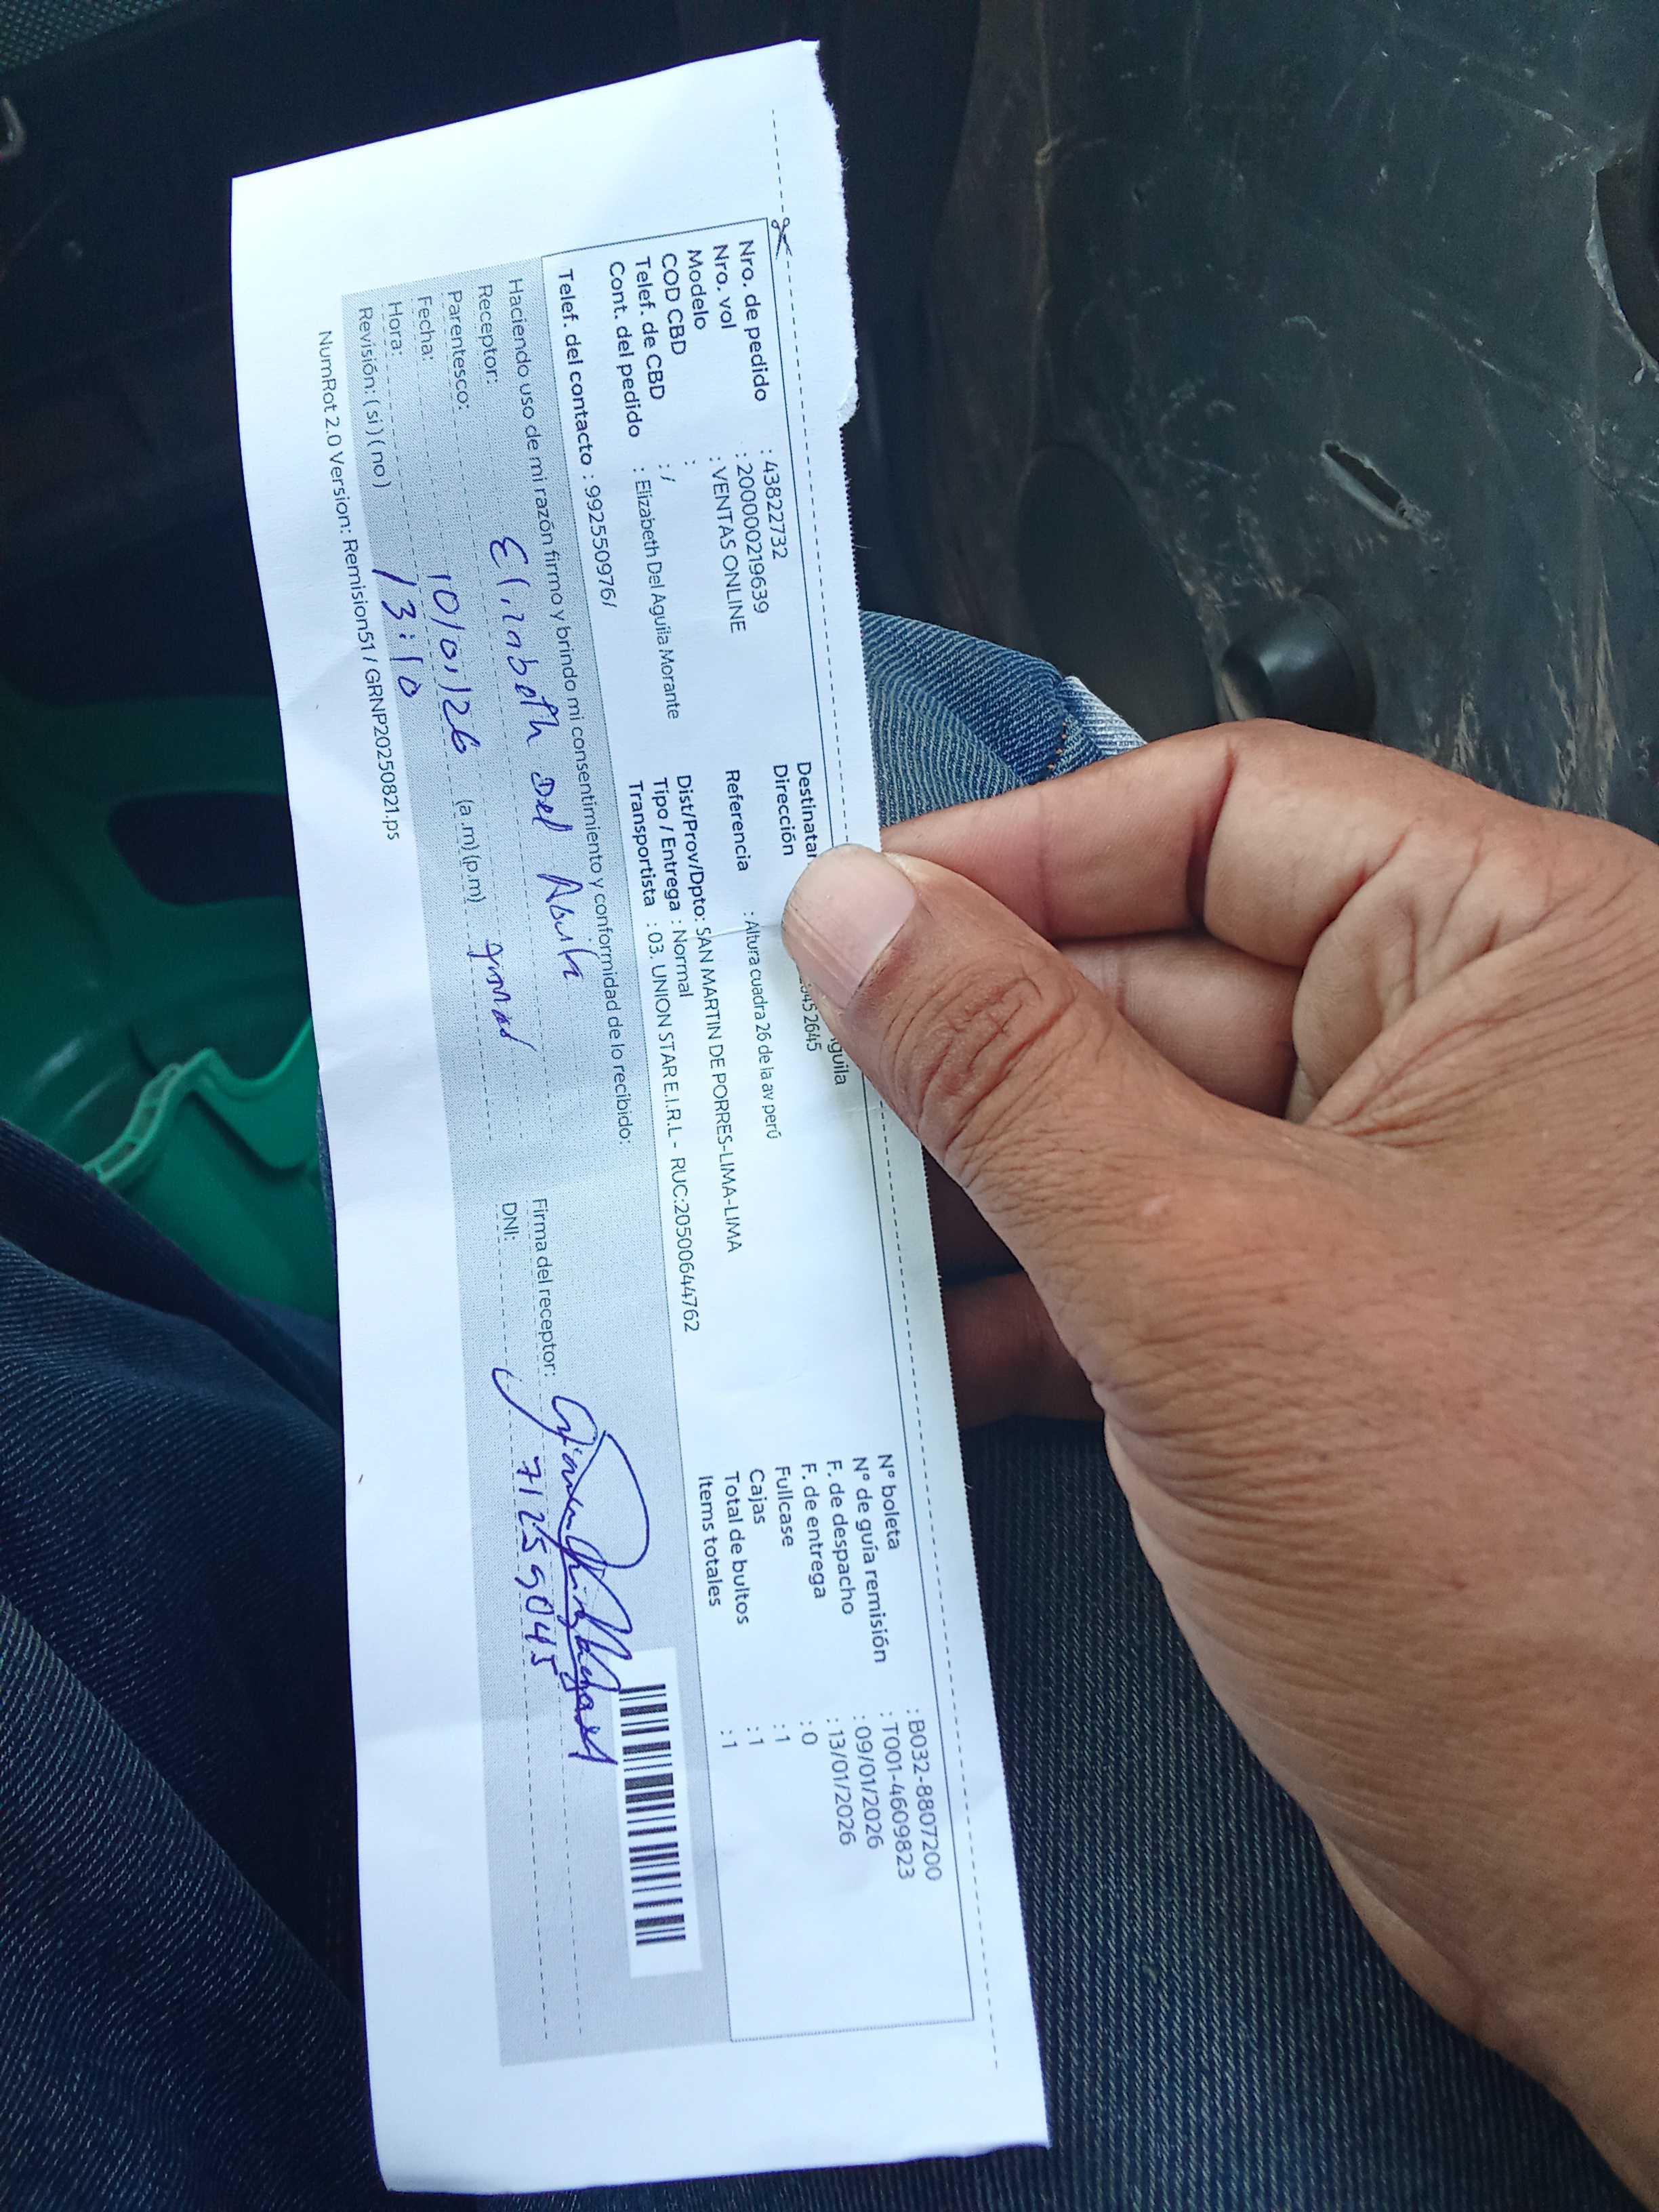 Nro. de pedido : 43822732
Nro. vol : 200000219639
Modelo : VENTAS ONLINE
COD CBD :
Telef. de CBD : /
Cont. del pedido : Elizabeth Del Aguila Morante
Telef. del contacto : 992550976/
Destinatar
guila
Dirección 2645
Referencia : Altura cuadra 26 de la av perú
Dist/Prov/Dpto: SAN MARTIN DE PORRES-LIMA-LIMA
Tipo / Entrega : Normal
Transportista : 03. UNION STAR E.I.R.L - RUC:20500644762
N° boleta : B032-8807200
N° de guía remisión : T001-4609823
F. de despacho : 09/01/2026
F. de entrega : 13/01/2026
Fullcase : 0
Cajas : 1
Total de bultos : 1
Items totales : 1
Haciendo uso de mi razón firmo y brindo mi consentimiento y conformidad de lo recibido:
Receptor: Elizabeth Del
Parentesco:
Fecha: 10/01/26
Hora: 13:10 (a .m) (p.m)
Revisión: ( si ) ( no )
Firma del receptor:
DNI: 71259045
NumRot 2.0 Version: Remision51 / GRNP20250821.ps